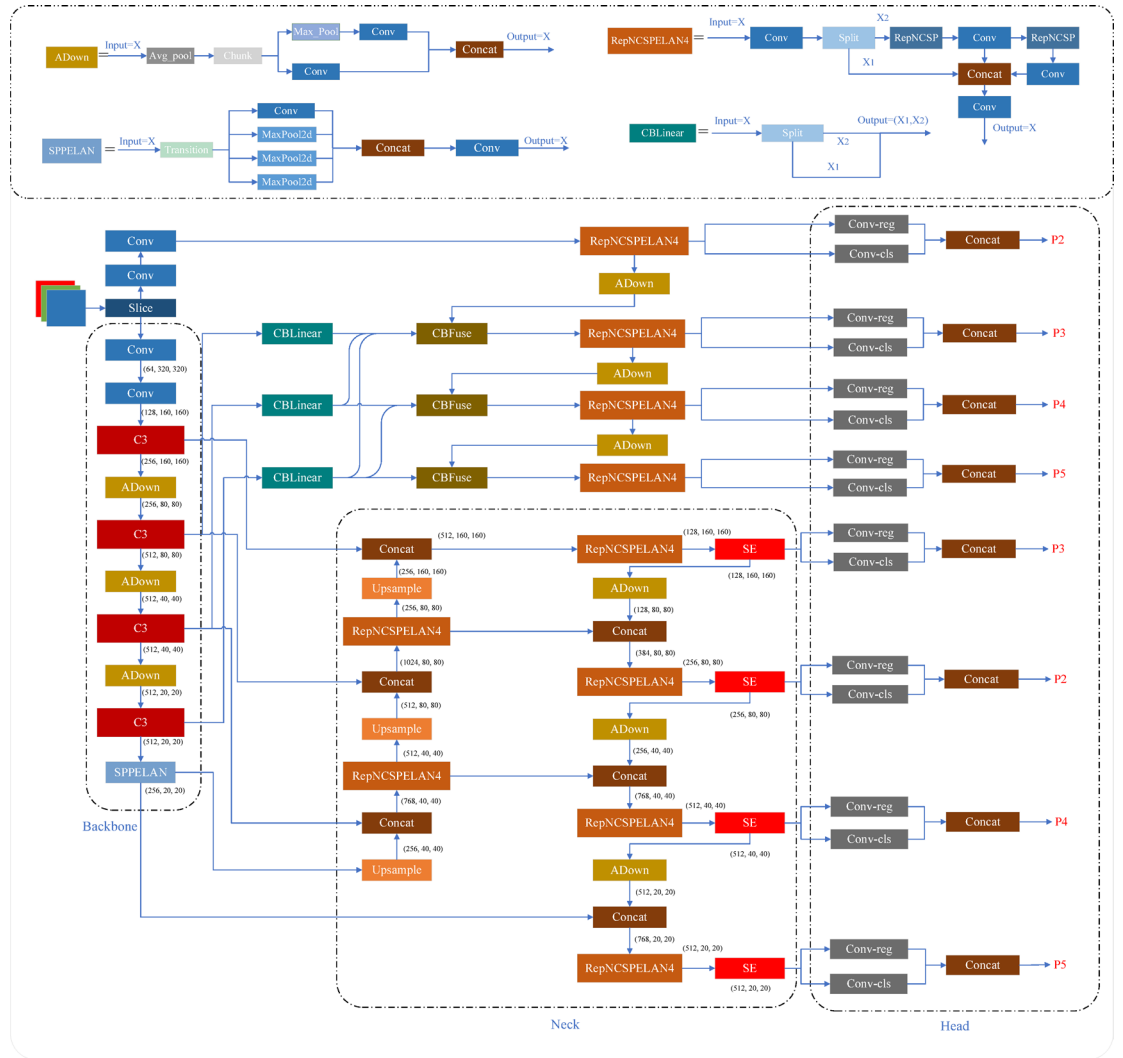 ADown
=
Input=X
Avg_pool
Chunk
Max_Pool
Conv
Conv
Concat
Output=X
SPPELAN
=
Input=X
Transition
Conv
MaxPool2d
MaxPool2d
MaxPool2d
Concat
Conv
Output=X
RepNCSPELAN4
=
Input=X
Conv
Split
X2
RepNCSP
Conv
RepNCSP
X1
Concat
Conv
Conv
Output=X
CBLinear
=
Input=X
Split
X2
X1
Output=(X1,X2)
Conv
Conv
Slice
Conv
(64, 320, 320)
Conv
(128, 160, 160)
C3
(256, 160, 160)
ADown
(256, 80, 80)
C3
(512, 80, 80)
ADown
(512, 40, 40)
C3
(512, 40, 40)
ADown
(512, 20, 20)
C3
(512, 20, 20)
SPPELAN
(256, 20, 20)
Backbone
CBLinear
CBLinear
CBLinear
CBFuse
CBFuse
CBFuse
RepNCSPELAN4
ADown
RepNCSPELAN4
ADown
RepNCSPELAN4
ADown
RepNCSPELAN4
(512, 160, 160)
Concat
(256, 160, 160)
Upsample
(256, 80, 80)
RepNCSPELAN4
(1024, 80, 80)
Concat
(512, 80, 80)
Upsample
(512, 40, 40)
RepNCSPELAN4
(768, 40, 40)
Concat
(256, 40, 40)
Upsample
RepNCSPELAN4
(128, 160, 160)
SE
(128, 160, 160)
ADown
(128, 80, 80)
Concat
(384, 80, 80)
RepNCSPELAN4
(256, 80, 80)
SE
(256, 80, 80)
ADown
(256, 40, 40)
Concat
(768, 40, 40)
RepNCSPELAN4
(512, 40, 40)
SE
(512, 40, 40)
ADown
(512, 20, 20)
Concat
(768, 20, 20)
RepNCSPELAN4
(512, 20, 20)
SE
(512, 20, 20)
Neck
Conv-reg
Conv-cls
Concat
P2
Conv-reg
Conv-cls
Concat
P3
Conv-reg
Conv-cls
Concat
P4
Conv-reg
Conv-cls
Concat
P5
Conv-reg
Conv-cls
Concat
P3
Conv-reg
Conv-cls
Concat
P2
Conv-reg
Conv-cls
Concat
P4
Conv-reg
Conv-cls
Concat
P5
Head